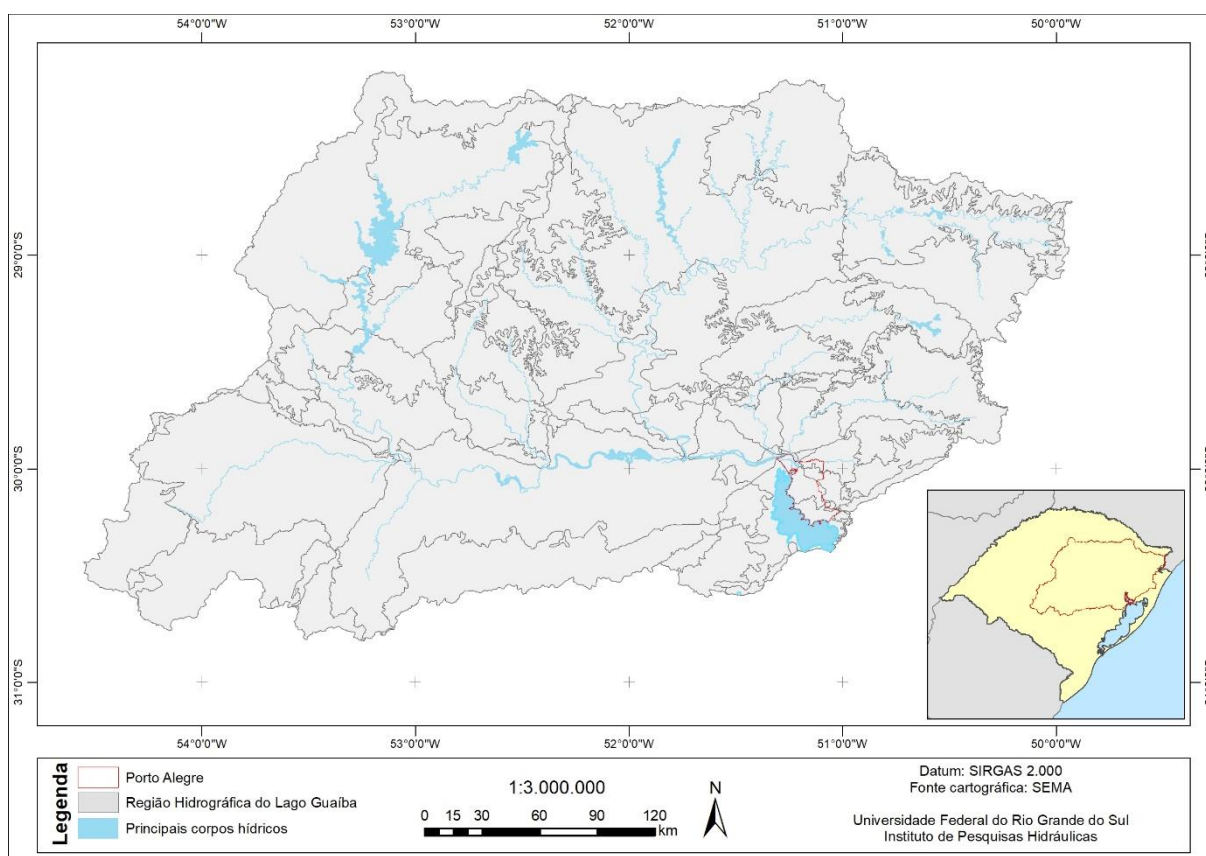 54°0'0"W 53°0'0"W 52°0'0"W 51°0'0"W 50°0'0"W
29°0'0"S
30°0'0"S
31°0'0"S
54°0'0"W 53°0'0"W 52°0'0"W 51°0'0"W 50°0'0"W
Legenda
Porto Alegre
Região Hidrográfica do Lago Guaíba
Principais corpos hídricos
1:3.000.000
0 15 30 60 90 120
km
N
Datum: SIRGAS 2.000
Fonte cartográfica: SEMA
Universidade Federal do Rio Grande do Sul
Instituto de Pesquisas Hidráulicas